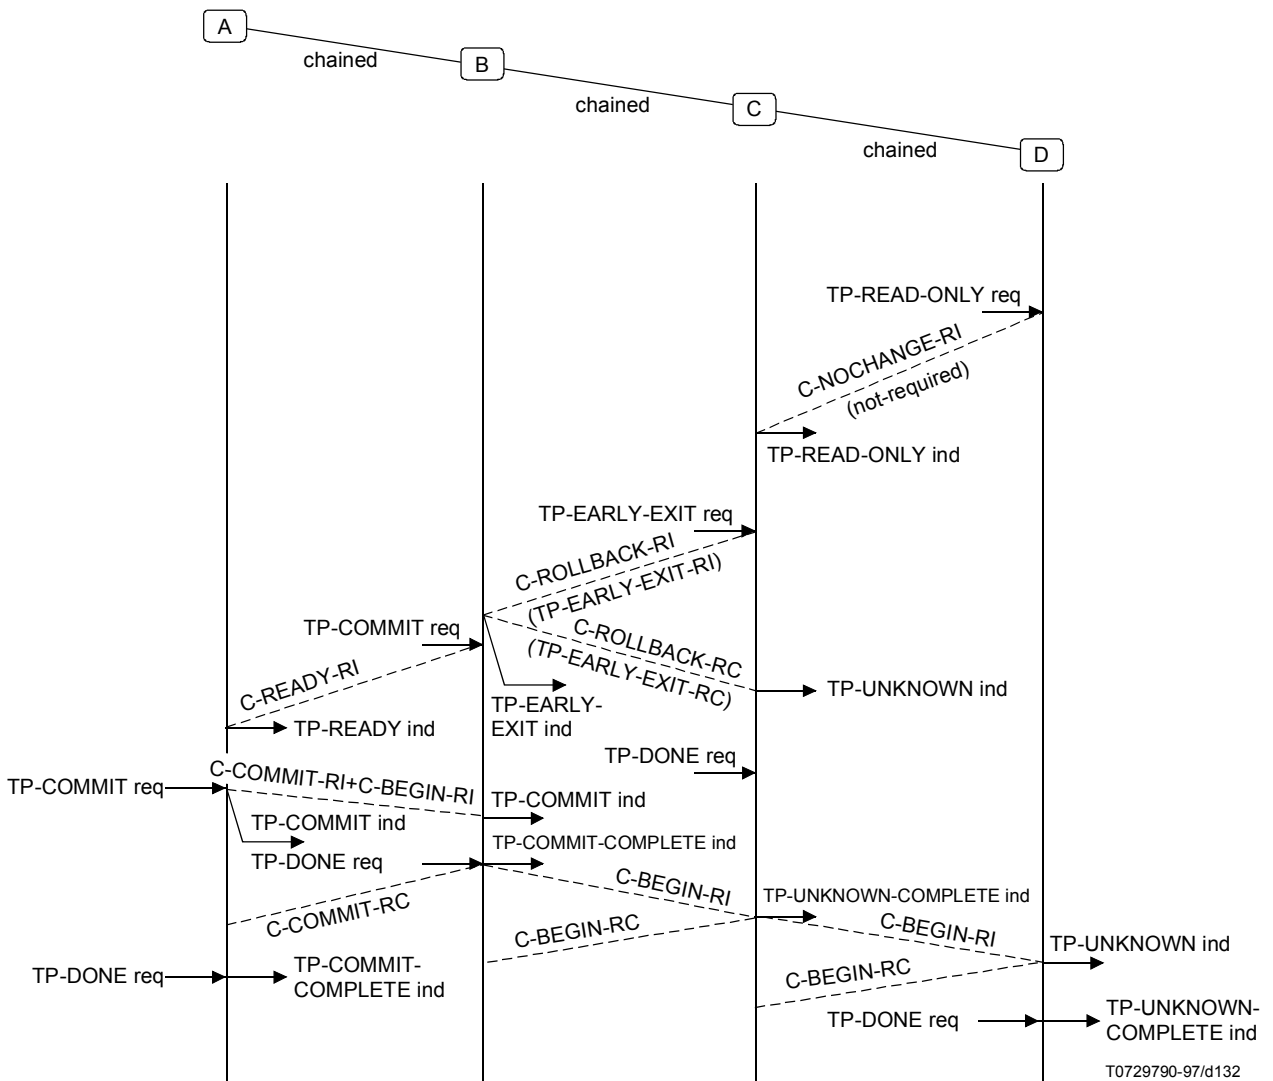 A
chained
B
chained
C
chained
D
TP-READ-ONLY req
C-NOCHANGE-RI
(not-required)
TP-READ-ONLY ind
TP-EARLY-EXIT req
C-ROLLBACK-RI
(TP-EARLY-EXIT-RI)
TP-COMMIT req
C-ROLLBACK-RC
(TP-EARLY-EXIT-RC)
C-READY-RI
TP-UNKNOWN ind
TP-EARLY-
EXIT ind
TP-READY ind
TP-DONE req
C-COMMIT-RI+C-BEGIN-RI
TP-COMMIT req
TP-COMMIT ind
TP-COMMIT ind
TP-COMMIT-COMPLETE ind
TP-DONE req
C-BEGIN-RI
TP-UNKNOWN-COMPLETE ind
C-COMMIT-RC
C-BEGIN-RC
C-BEGIN-RI
TP-UNKNOWN ind
TP-DONE req
TP-COMMIT-
COMPLETE ind
C-BEGIN-RC
TP-DONE req
TP-UNKNOWN-
COMPLETE ind
T0729790-97/d132